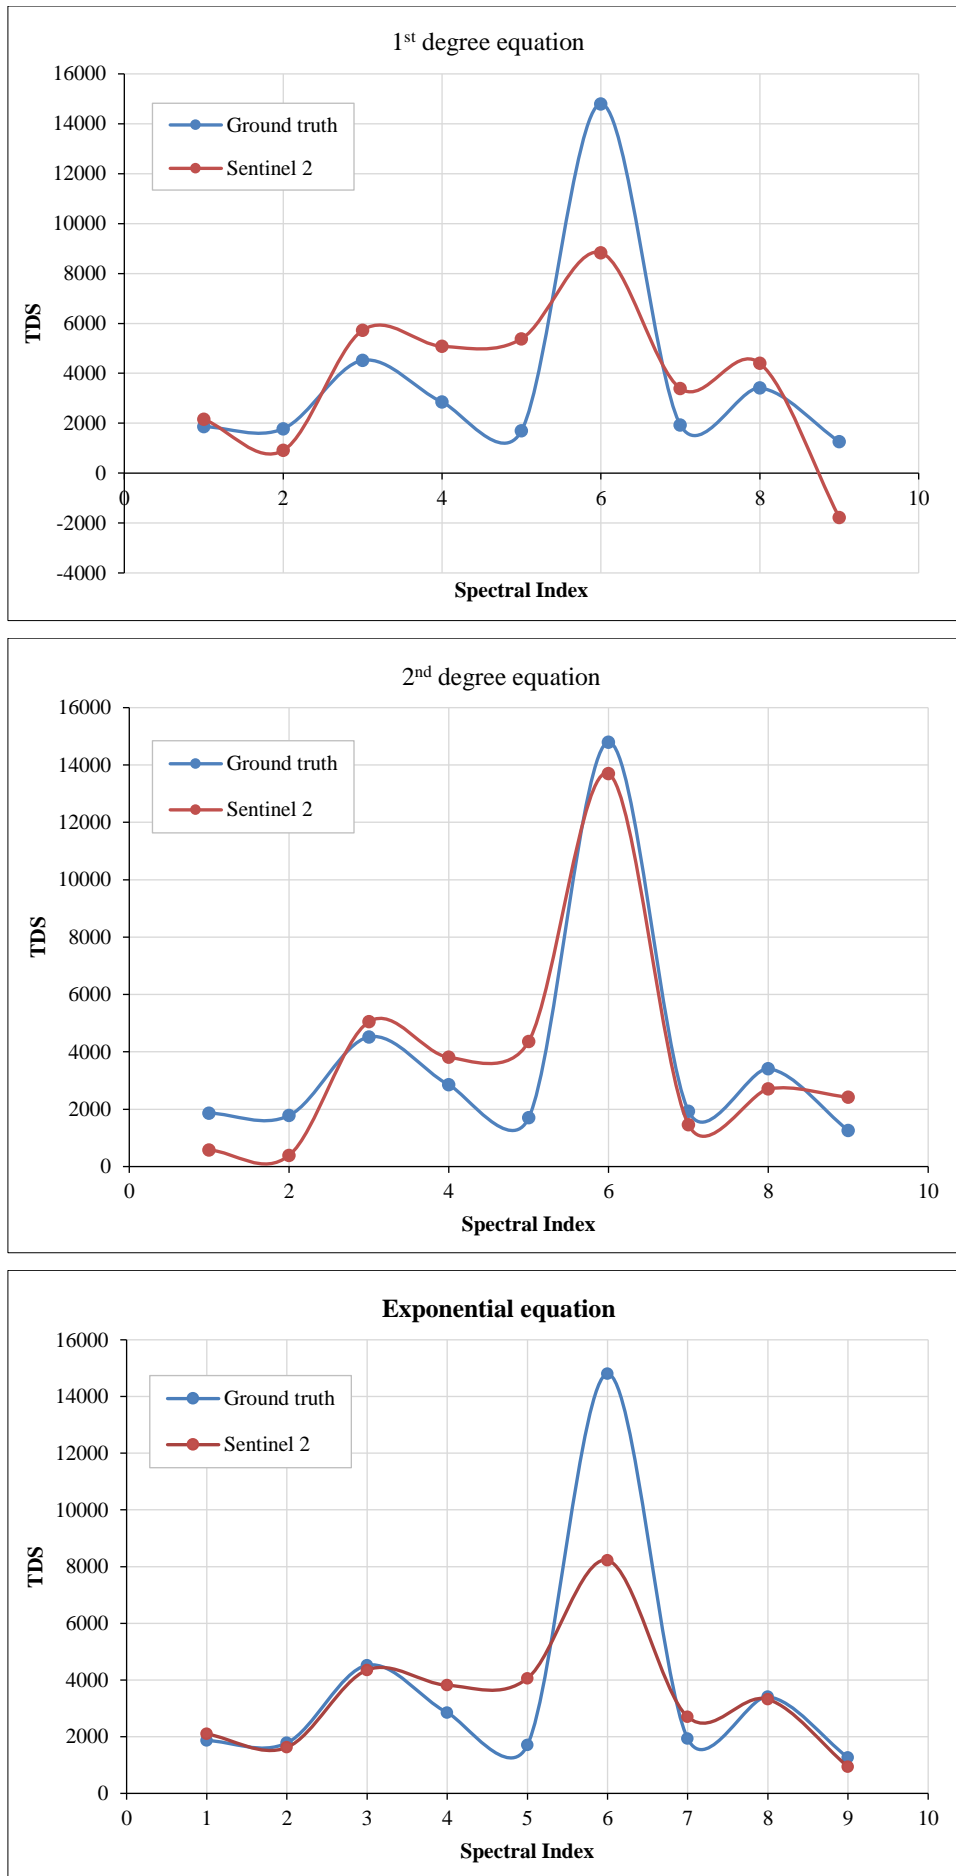 1st degree equation
16000
14000
12000
10000
8000
6000
4000
2000
0
-2000
-4000
TDS
Ground truth
Sentinel 2
0 2 4 6 8 10
Spectral Index
2nd degree equation
16000
14000
12000
10000
8000
6000
4000
2000
0
TDS
Ground truth
Sentinel 2
0 2 4 6 8 10
Spectral Index
Exponential equation
16000
14000
12000
10000
8000
6000
4000
2000
0
TDS
Ground truth
Sentinel 2
0 1 2 3 4 5 6 7 8 9 10
Spectral Index